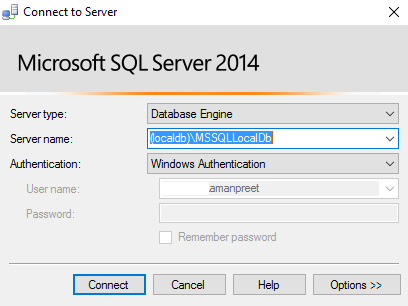 Connect to Server
Microsoft SQL Server 2014
Server type: Database Engine
Server name: (localdb)\MSSQLLocalDb
Authentication: Windows Authentication
User name: .amanpreet
Password:
Remember password
Connect Cancel Help Options >>